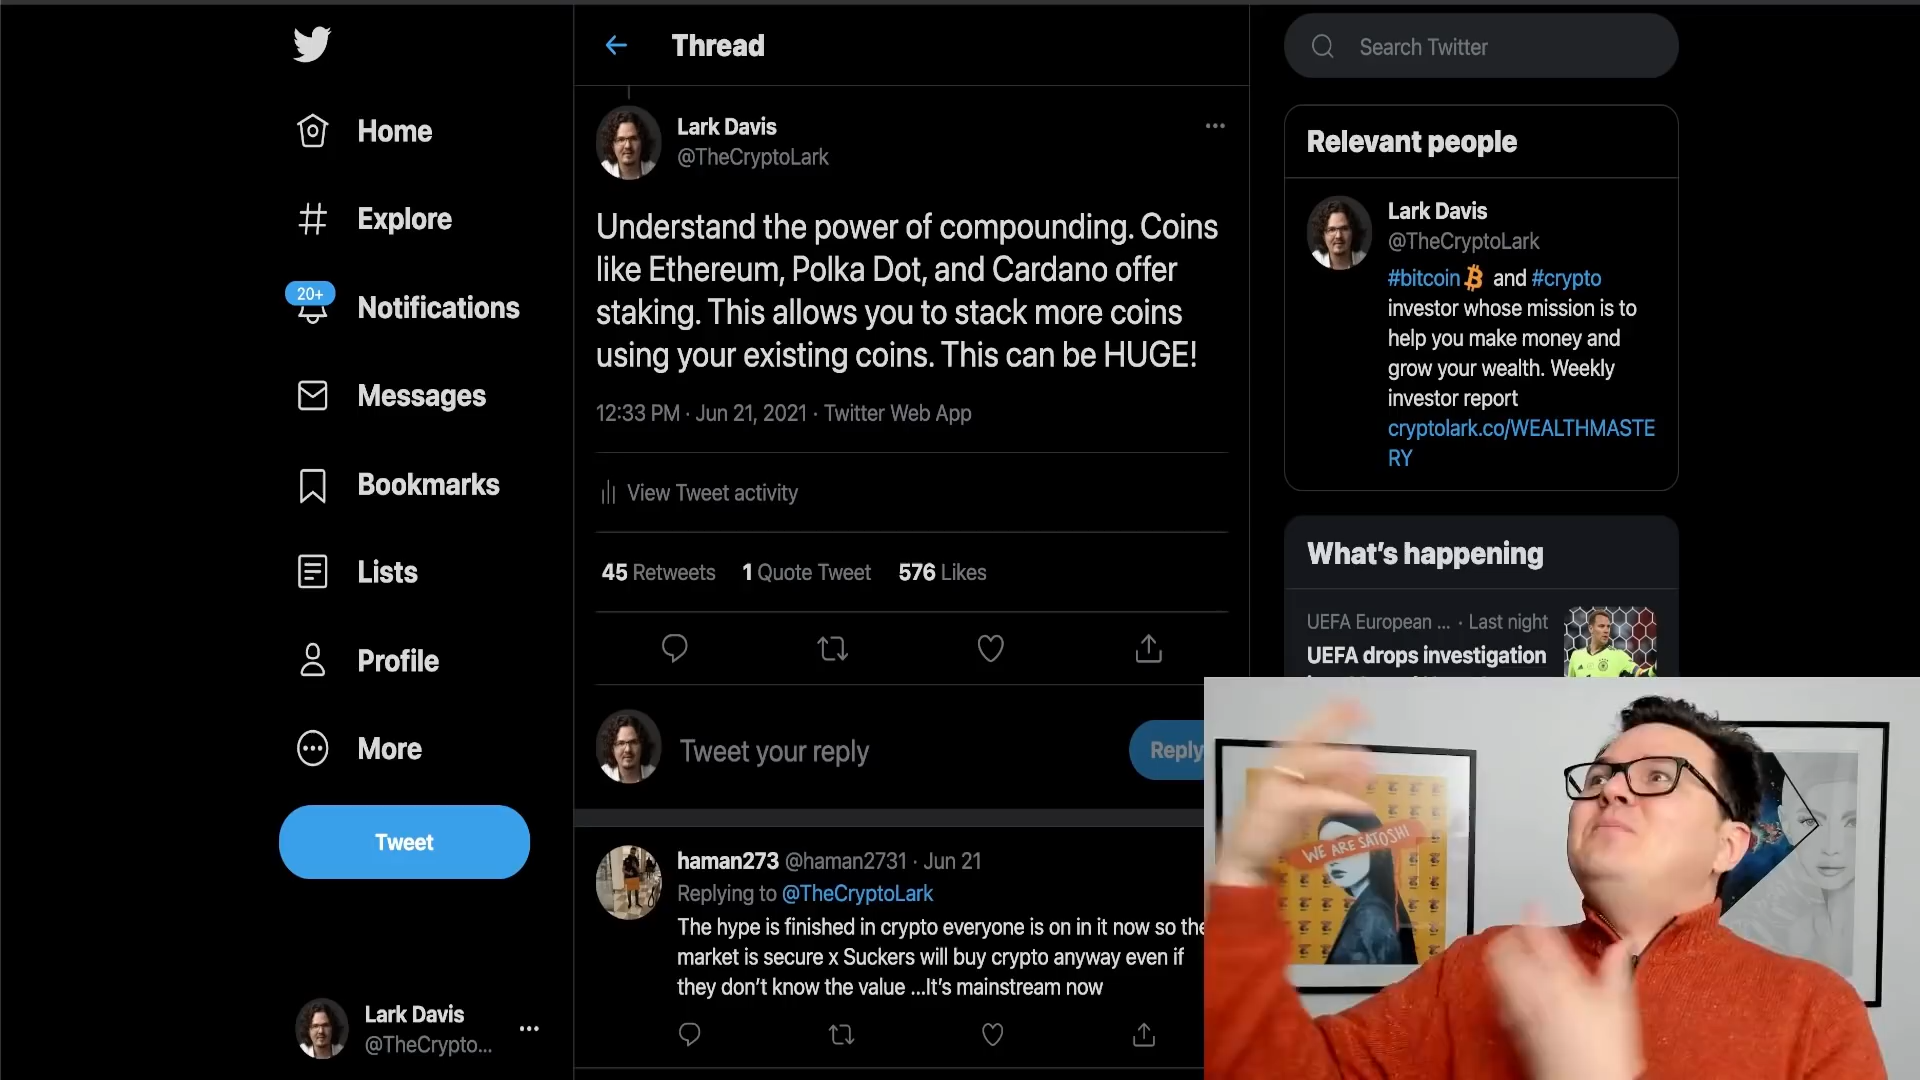 Home
Explore
20+
Notifications
Messages
Bookmarks
Lists
Profile
More
Tweet
Lark Davis
@TheCrypto...
Thread
Lark Davis
@TheCryptoLark
Understand the power of compounding. Coins
like Ethereum, Polka Dot, and Cardano offer
staking. This allows you to stack more coins
using your existing coins. This can be HUGE!
12:33 PM · Jun 21, 2021 · Twitter Web App
View Tweet activity
45 Retweets 1 Quote Tweet 576 Likes
Tweet your reply
Reply
haman273 @haman2731 · Jun 21
Replying to @TheCryptoLark
The hype is finished in crypto everyone is on in it now so the
market is secure x Suckers will buy crypto anyway even if
they don't know the value ...It's mainstream now
Search Twitter
Relevant people
Lark Davis
@TheCryptoLark
#bitcoin and #crypto
investor whose mission is to
help you make money and
grow your wealth. Weekly
investor report
cryptolark.co/WEALTHMASTE
RY
What's happening
UEFA European ... · Last night
UEFA drops investigation
WE ARE SATOSHI